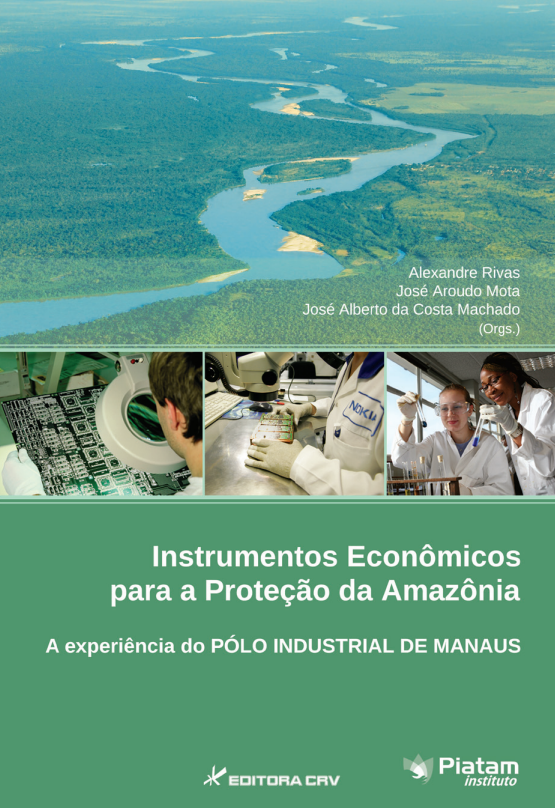 Alexandre Rivas
José Aroudo Mota
José Alberto da Costa Machado
(Orgs.)
NOKIA
Instrumentos Econômicos
para a Proteção da Amazônia
A experiência do PÓLO INDUSTRIAL DE MANAUS
EDITORA CRV
Piatam
instituto